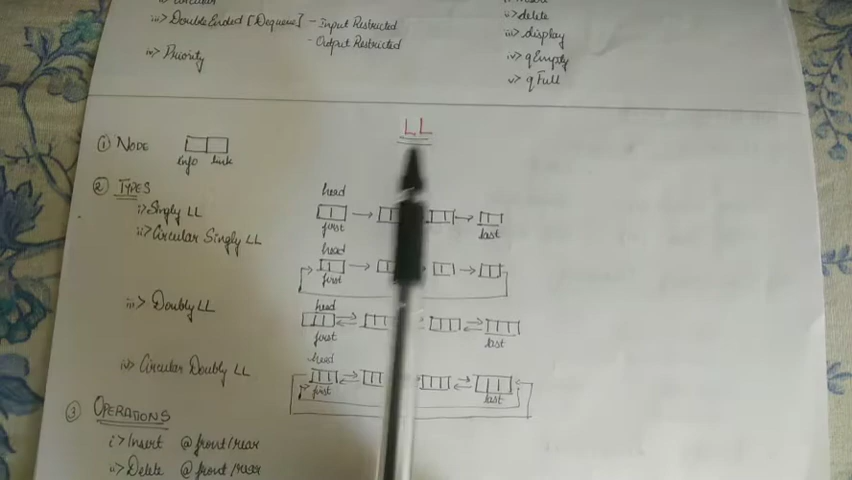 iii> Double Ended [Dequeue] - Input Restricted
- Output Restricted
iv> Priority
ii> delete
iii> display
iv> qEmpty
v> qFull
LL
① NODE
info link
② TYPES
i> Singly LL
head
first
last
ii> Circular Singly LL
head
first
iii> Doubly LL
head
first
last
iv> Circular Doubly LL
head
first
last
③ OPERATIONS
i> Insert @ front/rear
ii> Delete @ front/rear